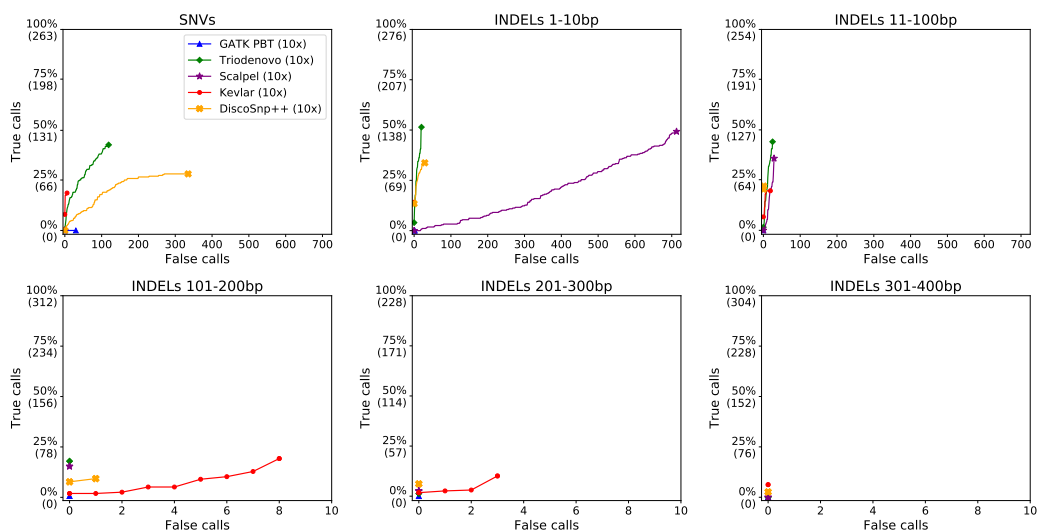 SNVs
100%
(263)
75%
(198)
50%
(131)
25%
(66)
0%
(0)
True calls
GATK PBT (10x)
Triodenovo (10x)
Scalpel (10x)
Kevlar (10x)
DiscoSnp++ (10x)
0 100 200 300 400 500 600 700
False calls
INDELs 1-10bp
100%
(276)
75%
(207)
50%
(138)
25%
(69)
0%
(0)
True calls
0 100 200 300 400 500 600 700
False calls
INDELs 11-100bp
100%
(254)
75%
(191)
50%
(127)
25%
(64)
0%
(0)
True calls
0 100 200 300 400 500 600 700
False calls
INDELs 101-200bp
100%
(312)
75%
(234)
50%
(156)
25%
(78)
0%
(0)
True calls
0 2 4 6 8 10
False calls
INDELs 201-300bp
100%
(228)
75%
(171)
50%
(114)
25%
(57)
0%
(0)
True calls
0 2 4 6 8 10
False calls
INDELs 301-400bp
100%
(304)
75%
(228)
50%
(152)
25%
(76)
0%
(0)
True calls
0 2 4 6 8 10
False calls